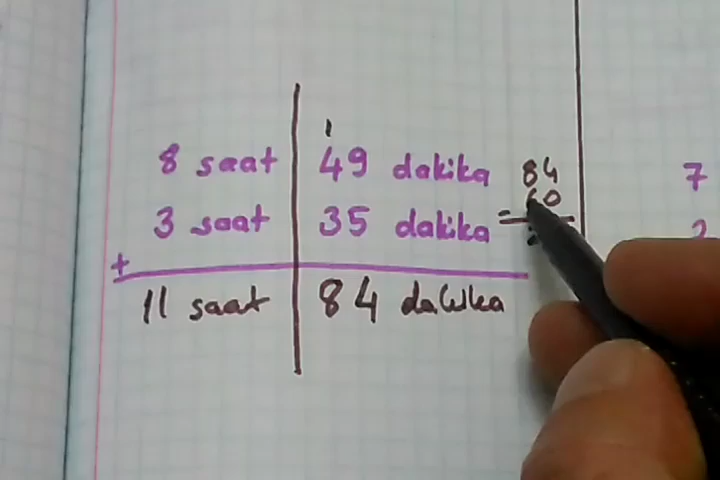 1
8 saat 49 dakika 84 7
60
3 saat 35 dakika -
+
11 saat 84 dakika